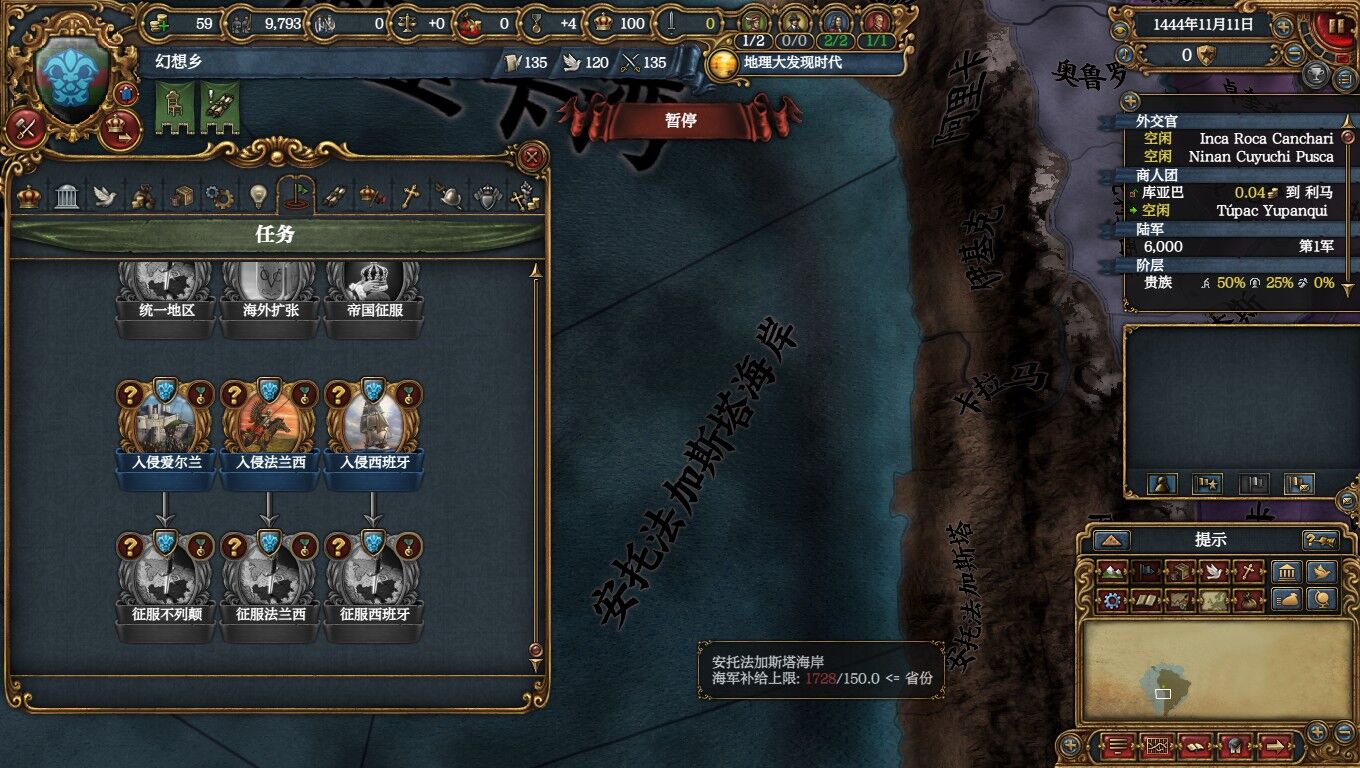 59 9,793 0 +0 0 +4 100 0
1/2 0/0 2/2 1/1
幻想乡
135 120 135
地理大发现时代
1444年11月11日
0
暂停
任务
统一地区 海外扩张 帝国征服
入侵爱尔兰 入侵法兰西 入侵西班牙
征服不列颠 征服法兰西 征服西班牙
阿里卡
奥鲁罗
伊基克
卡拉马
安托法加斯塔海岸
安托法加斯塔
安托法加斯塔海岸
海军补给上限: 1728/150.0 <= 省份
外交官
空闲 Inca Roca Canchari
空闲 Ninan Cuyuchi Pusca
商人团
库亚巴 0.04 到 利马
空闲 Túpac Yupanqui
陆军
6,000 第1军
阶层
贵族 50% 25% 0%
提示